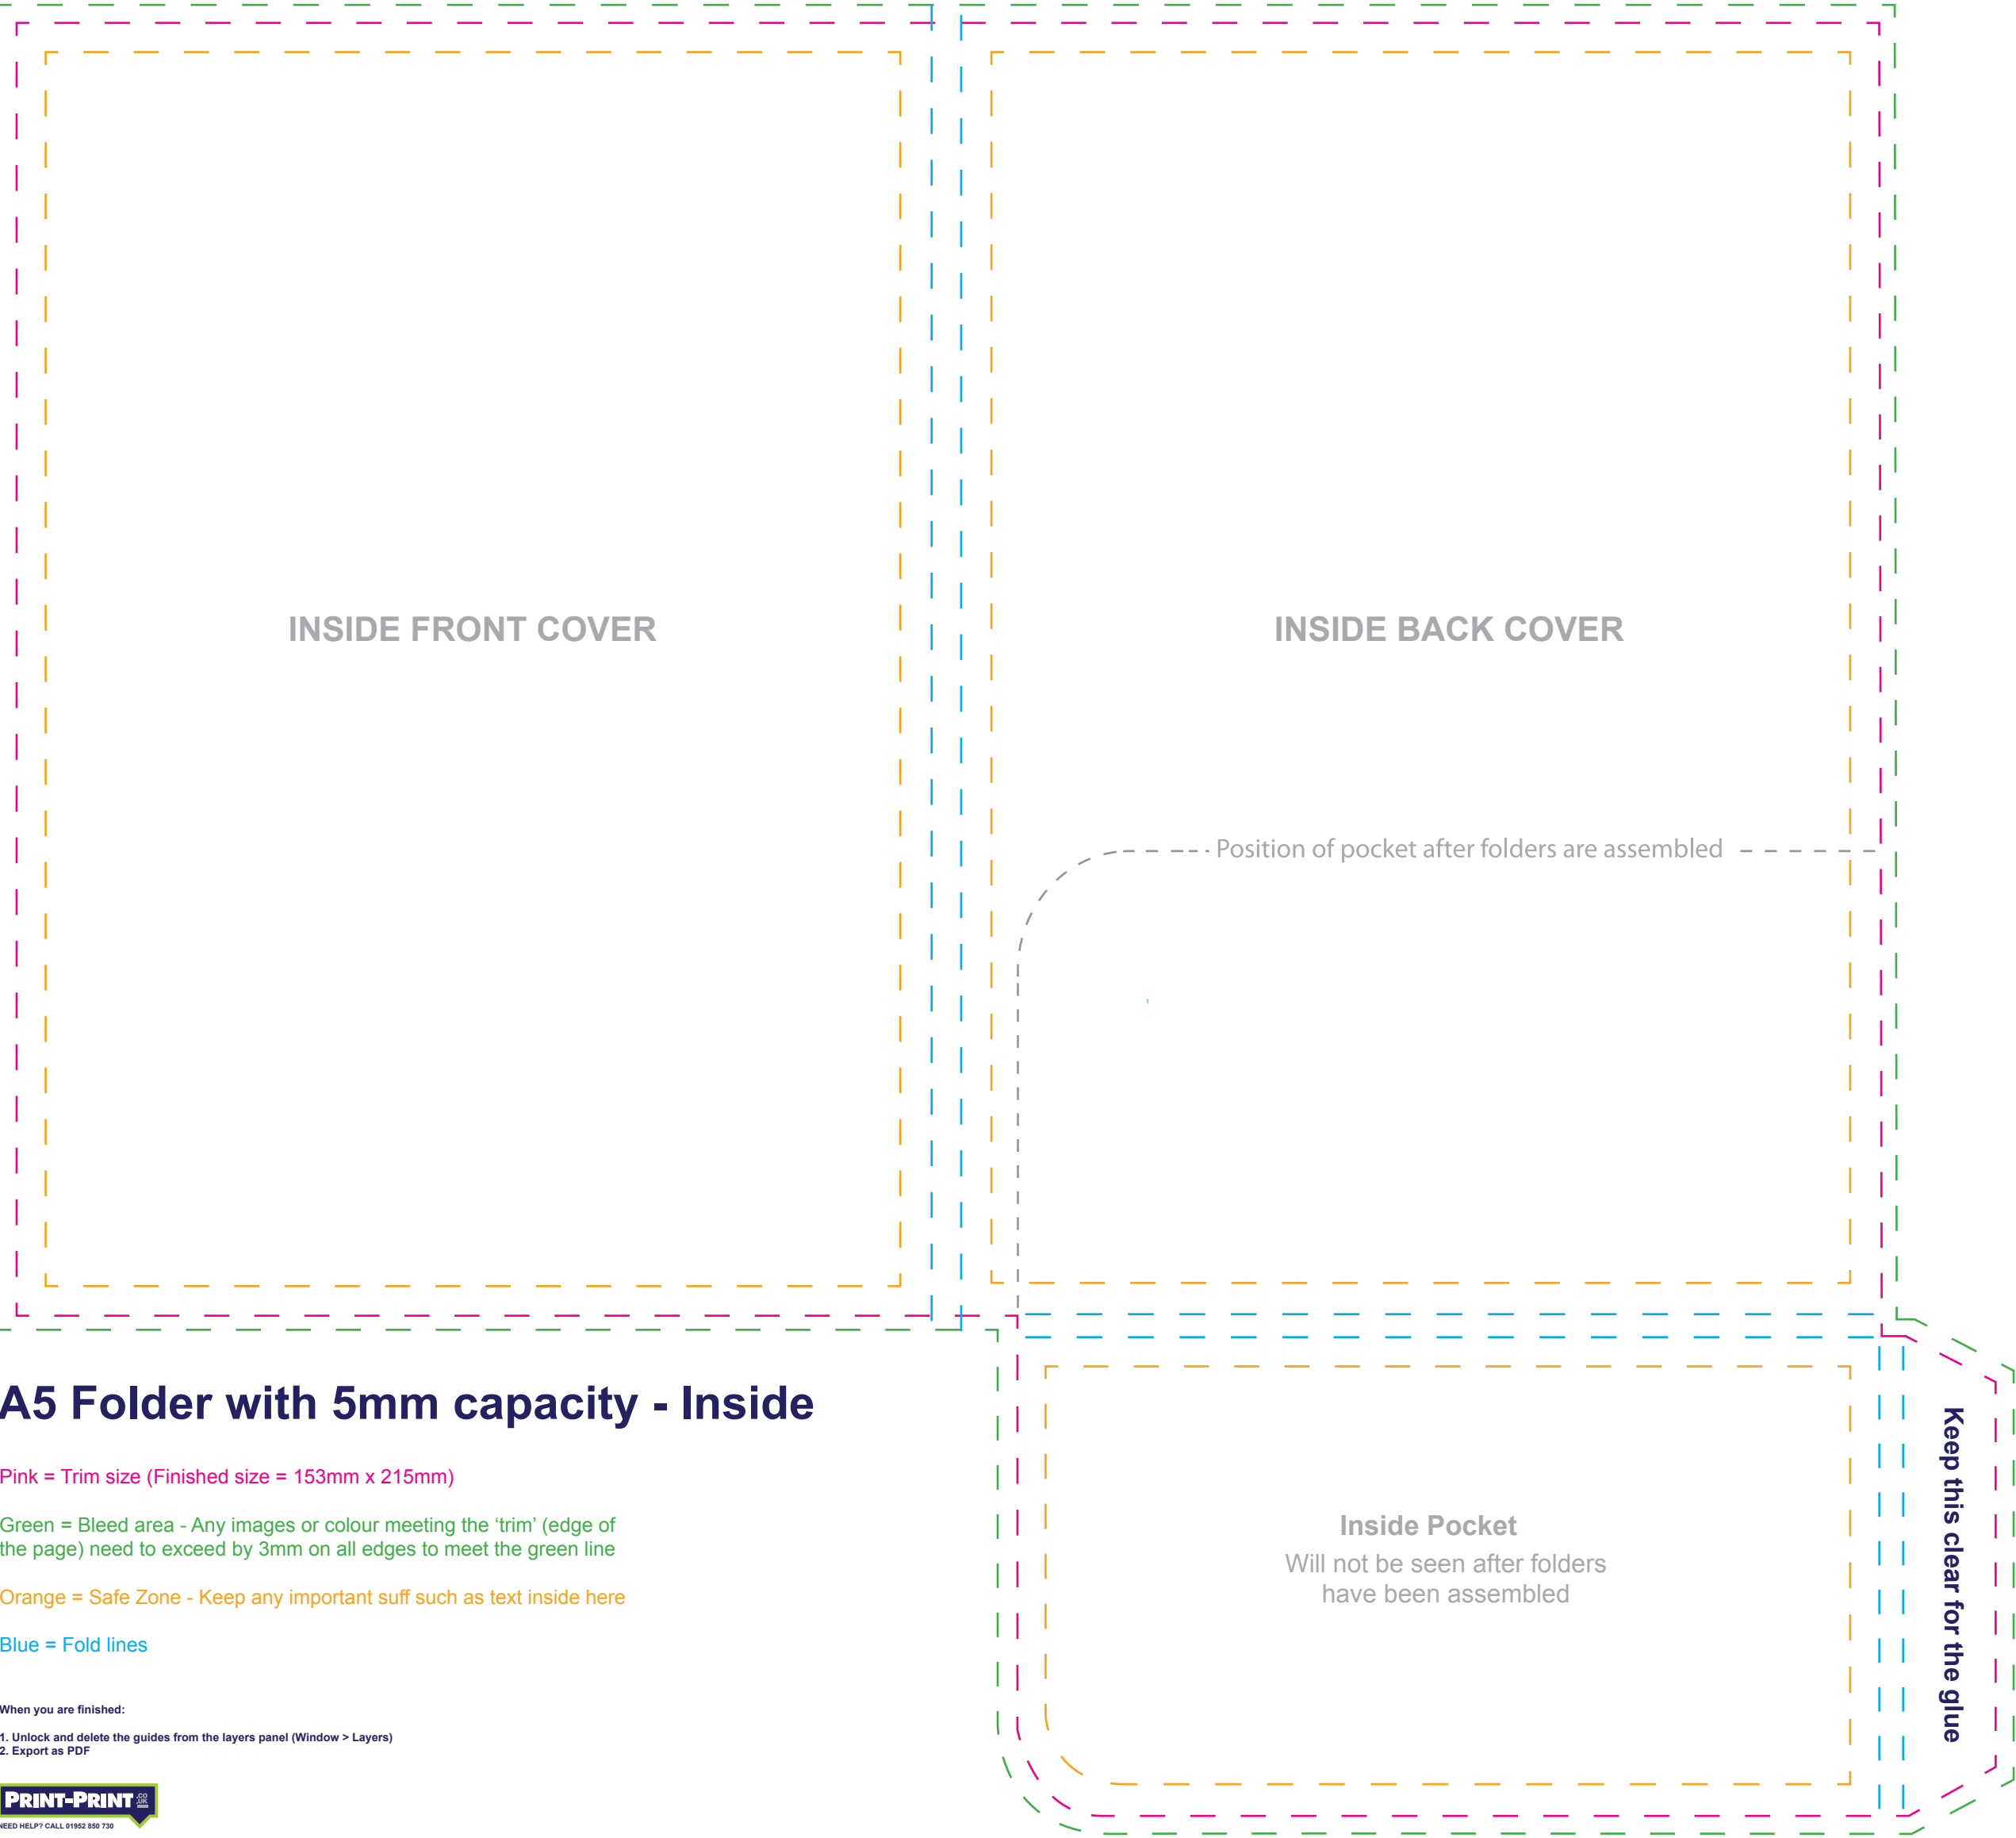 INSIDE FRONT COVER
INSIDE BACK COVER
Position of pocket after folders are assembled
A5 Folder with 5mm capacity - Inside
Pink = Trim size (Finished size = 153mm x 215mm)
Green = Bleed area - Any images or colour meeting the ‘trim’ (edge of
the page) need to exceed by 3mm on all edges to meet the green line
Orange = Safe Zone - Keep any important suff such as text inside here
Blue = Fold lines
When you are finished:
1. Unlock and delete the guides from the layers panel (Window > Layers)
2. Export as PDF
PRINT-PRINT .CO .UK
NEED HELP? CALL 01952 850 730
Inside Pocket
Will not be seen after folders
have been assembled
Keep this clear for the glue